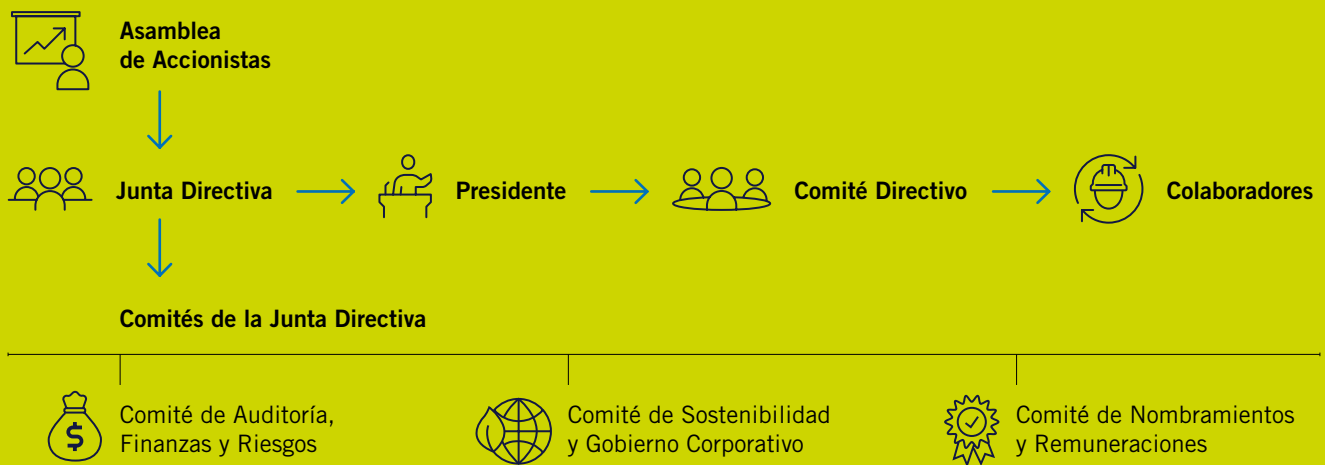 Asamblea
de Accionistas
Junta Directiva
Presidente
Comité Directivo
Colaboradores
Comités de la Junta Directiva
$
Comité de Auditoría,
Finanzas y Riesgos
Comité de Sostenibilidad
y Gobierno Corporativo
Comité de Nombramientos
y Remuneraciones